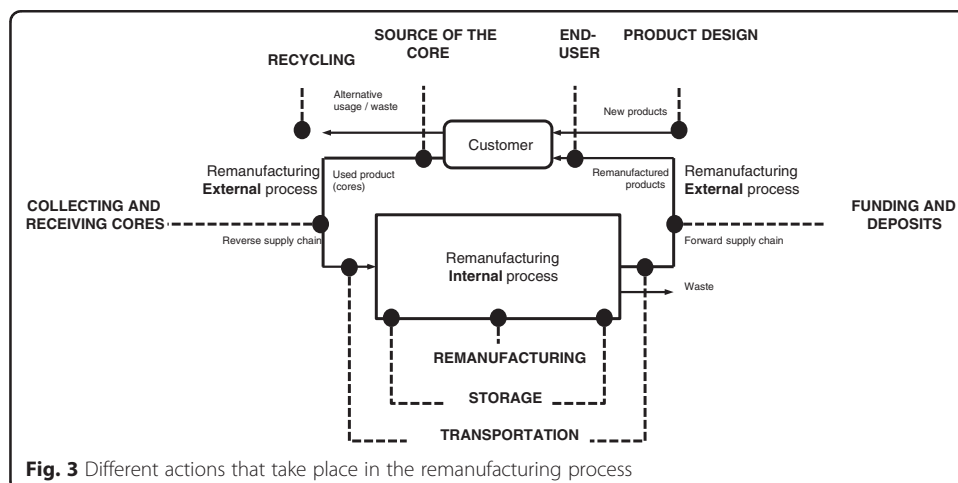 SOURCE OF THE
CORE
END-
USER
PRODUCT DESIGN
RECYCLING
Alternative
usage / waste
New products
Customer
Remanufacturing
External process
Used product
(cores)
Remanufactured
products
Remanufacturing
External process
COLLECTING AND
RECEIVING CORES
FUNDING AND
DEPOSITS
Reverse supply chain
Forward supply chain
Remanufacturing
Internal process
Waste
REMANUFACTURING
STORAGE
TRANSPORTATION
Fig. 3 Different actions that take place in the remanufacturing process